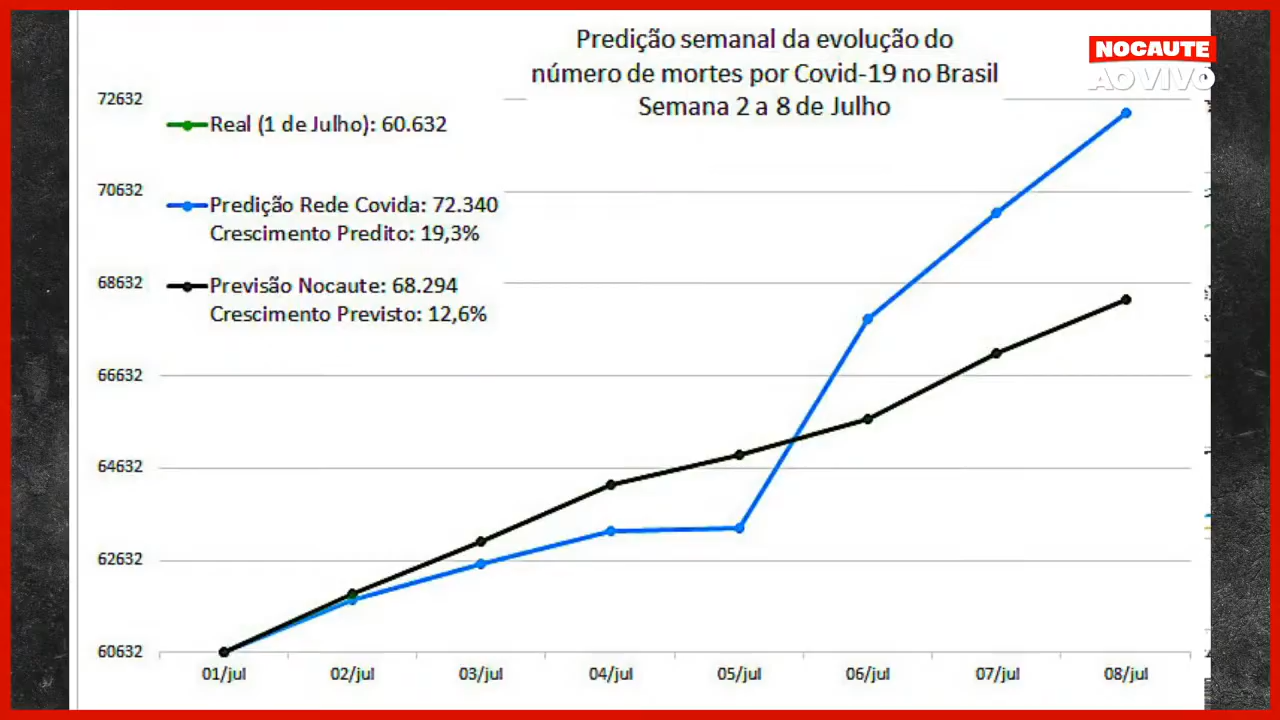 Predição semanal da evolução do
número de mortes por Covid-19 no Brasil
Semana 2 a 8 de Julho
NOCAUTE
AO VIVO
Real (1 de Julho): 60.632
Predição Rede Covida: 72.340
Crescimento Predito: 19,3%
Previsão Nocaute: 68.294
Crescimento Previsto: 12,6%
72632
70632
68632
66632
64632
62632
60632
01/jul 02/jul 03/jul 04/jul 05/jul 06/jul 07/jul 08/jul